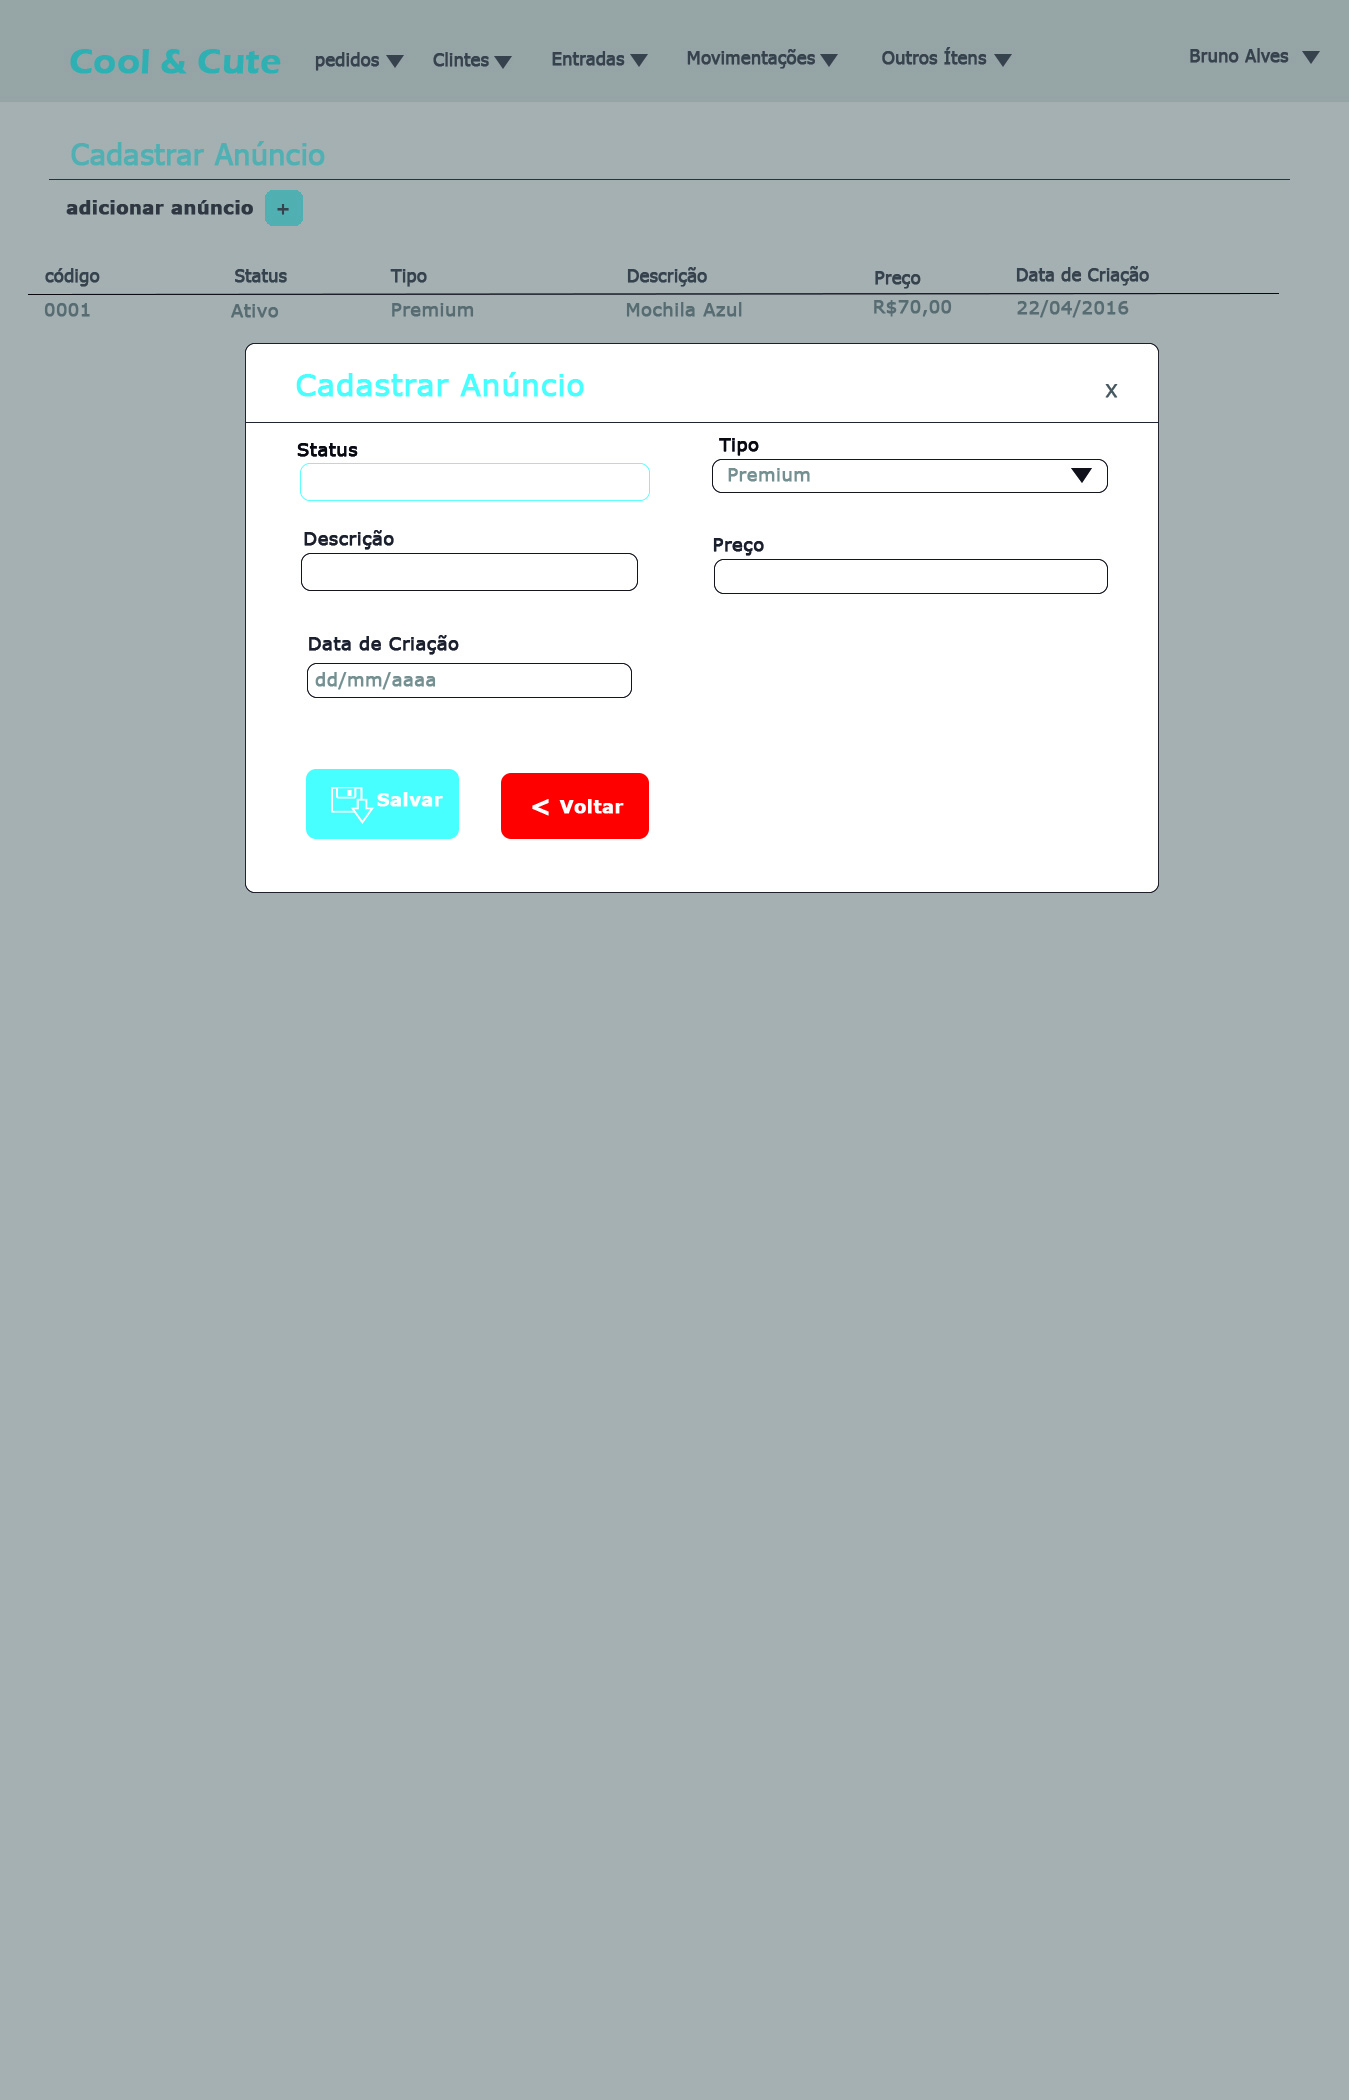 Cool & Cute pedidos Clintes Entradas Movimentações Outros Ítens Bruno Alves
Cadastrar Anúncio
adicionar anúncio +
código Status Tipo Descrição Preço Data de Criação
0001 Ativo Premium Mochila Azul R$70,00 22/04/2016
Cadastrar Anúncio X
Status Tipo
Premium
Descrição Preço
Data de Criação
dd/mm/aaaa
Salvar < Voltar